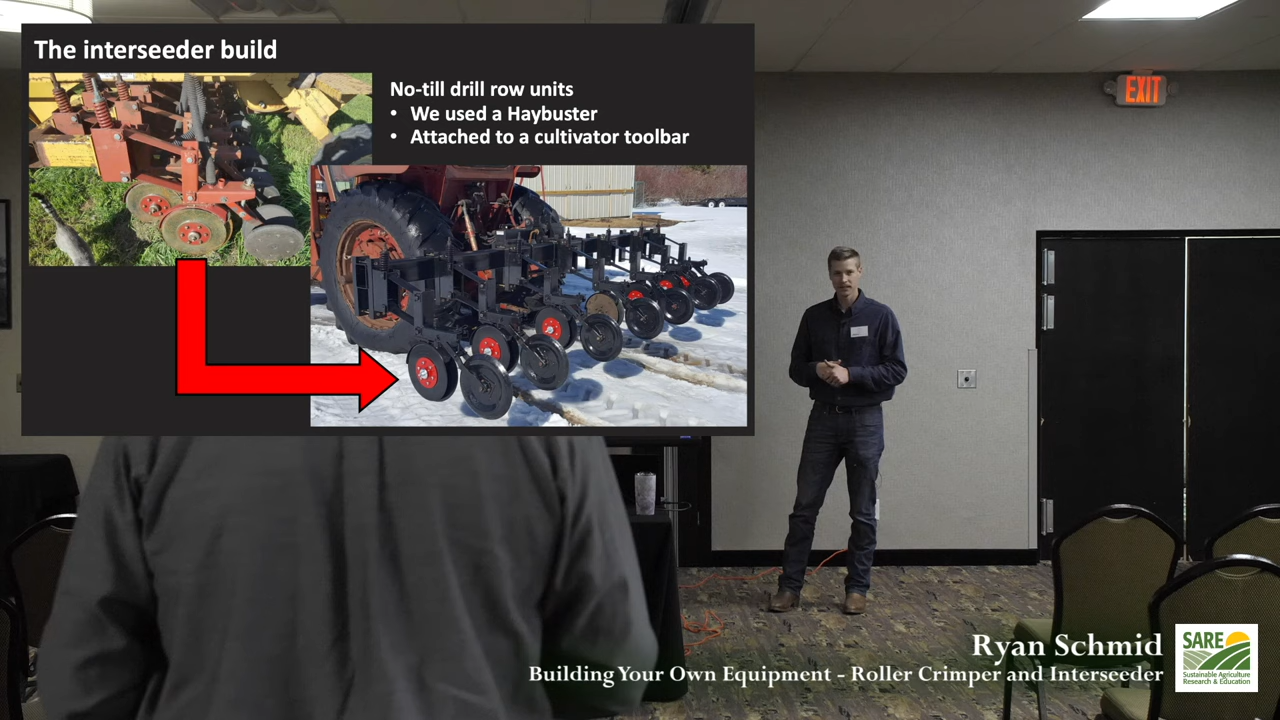 The interseeder build
No-till drill row units
• We used a Haybuster
• Attached to a cultivator toolbar
EXIT
Ryan Schmid
Building Your Own Equipment - Roller Crimper and Interseeder
SARE
Sustainable Agriculture
Research & Education